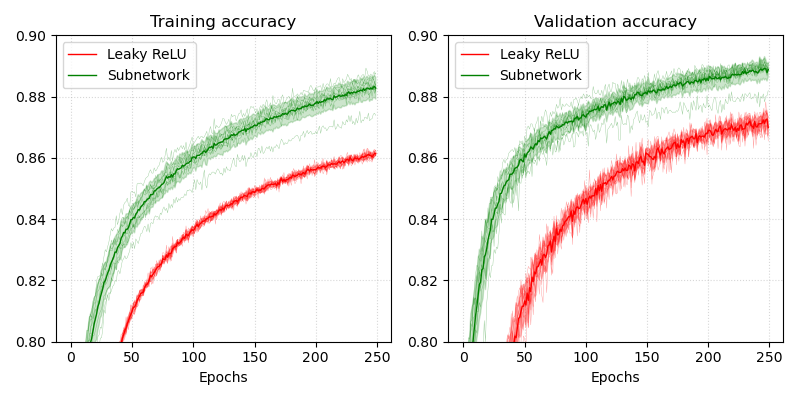 Training accuracy
0.90
0.88
0.86
0.84
0.82
0.80
Leaky ReLU
Subnetwork
0 50 100 150 200 250
Epochs
Validation accuracy
0.90
0.88
0.86
0.84
0.82
0.80
Leaky ReLU
Subnetwork
0 50 100 150 200 250
Epochs